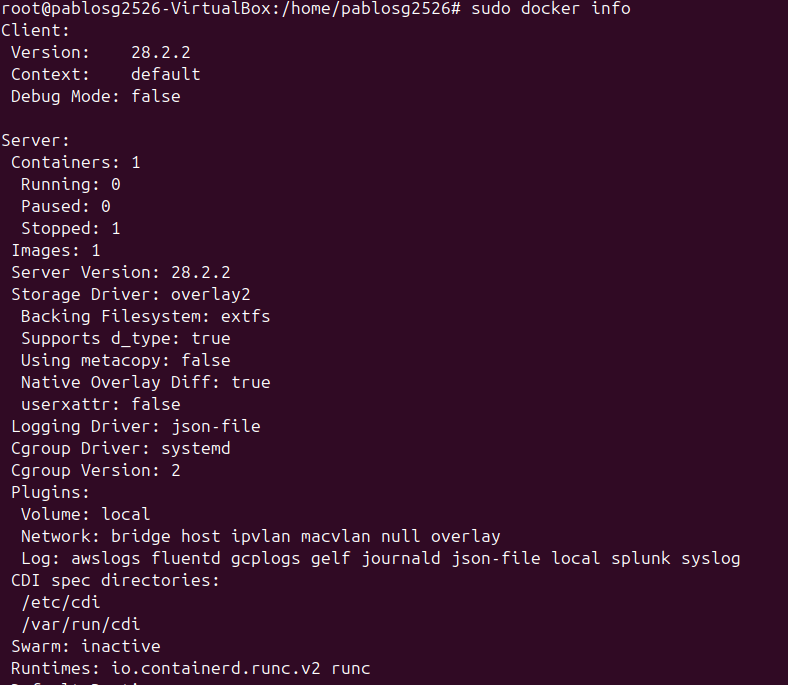 root@pablosg2526-VirtualBox:/home/pablosg2526# sudo docker info
Client:
 Version:    28.2.2
 Context:    default
 Debug Mode: false

Server:
 Containers: 1
  Running: 0
  Paused: 0
  Stopped: 1
 Images: 1
 Server Version: 28.2.2
 Storage Driver: overlay2
  Backing Filesystem: extfs
  Supports d_type: true
  Using metacopy: false
  Native Overlay Diff: true
  userxattr: false
 Logging Driver: json-file
 Cgroup Driver: systemd
 Cgroup Version: 2
 Plugins:
  Volume: local
  Network: bridge host ipvlan macvlan null overlay
  Log: awslogs fluentd gcplogs gelf journald json-file local splunk syslog
 CDI spec directories:
  /etc/cdi
  /var/run/cdi
 Swarm: inactive
 Runtimes: io.containerd.runc.v2 runc